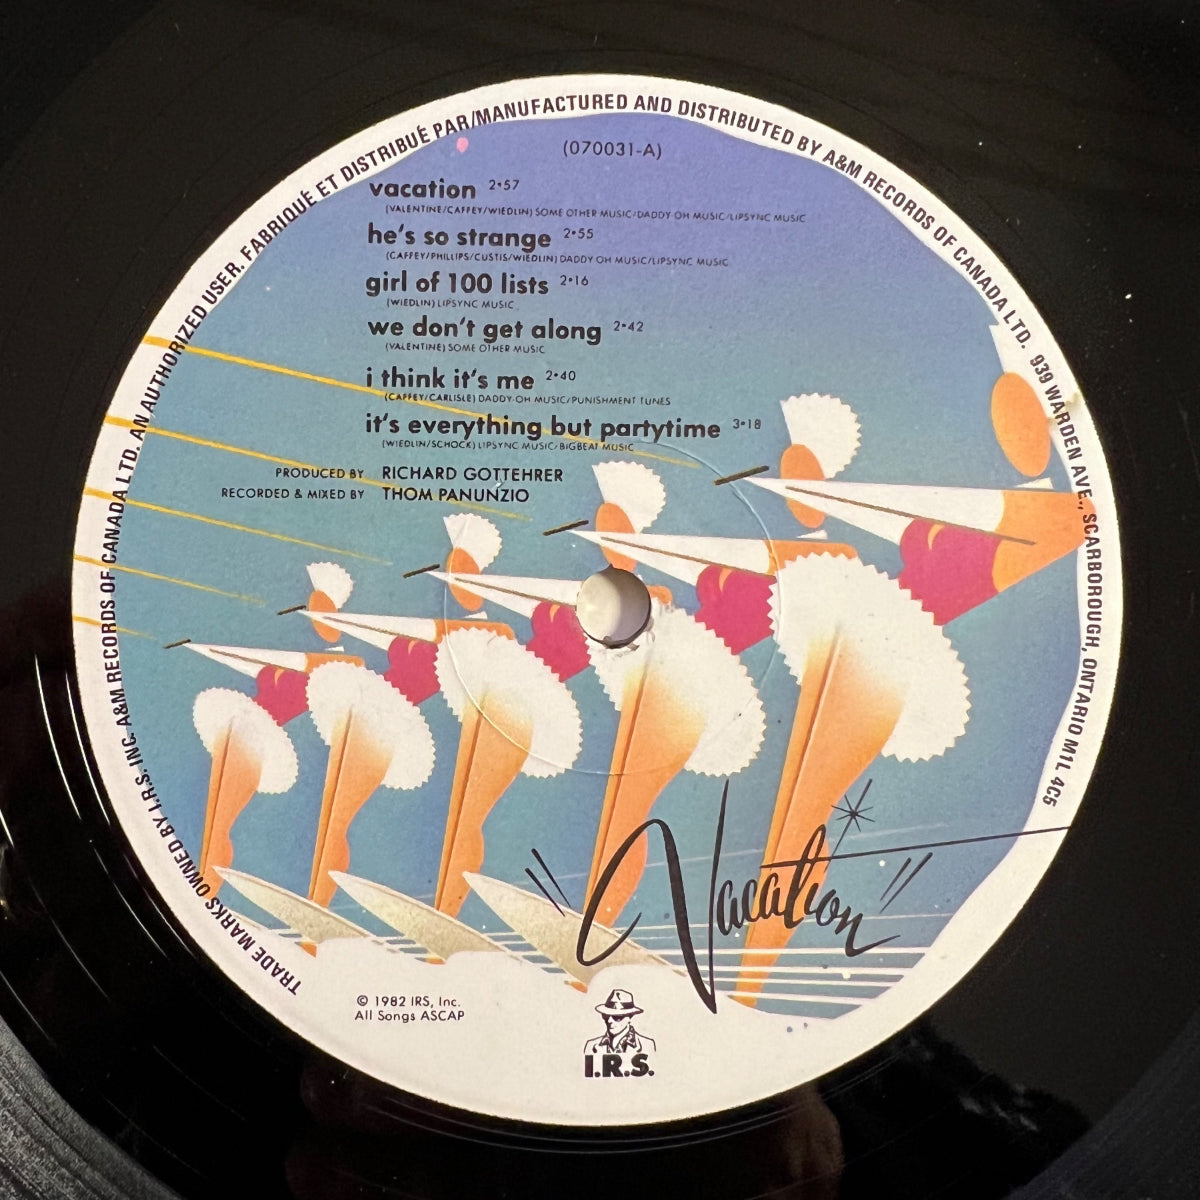 TRADE MARKS OWNED BY I.R.S. INC. A&M RECORDS OF CANADA LTD. AN AUTHORIZED USER. FABRIQUÉ ET DISTRIBUÉ PAR/MANUFACTURED AND DISTRIBUTED BY A&M RECORDS OF CANADA LTD. 939 WARDEN AVE., SCARBOROUGH, ONTARIO M1L 4C5
(070031-A)
vacation 2•57
(VALENTINE/CAFFEY/WIEDLIN) SOME OTHER MUSIC/DADDY-OH MUSIC/LIPSYNC MUSIC
he's so strange 2•55
(CAFFEY/PHILLIPS/CUSTIS/WIEDLIN) DADDY OH MUSIC/LIPSYNC MUSIC
girl of 100 lists 2•16
(WIEDLIN) LIPSYNC MUSIC
we don't get along 2•42
(VALENTINE) SOME OTHER MUSIC
i think it's me 2•40
(CAFFEY/CARLISLE) DADDY-OH MUSIC/PUNISHMENT TUNES
it's everything but partytime 3•18
(WIEDLIN/SCHOCK) LIPSYNC MUSIC/BIGBEAT MUSIC
PRODUCED BY RICHARD GOTTEHRER
RECORDED & MIXED BY THOM PANUNZIO
"Vacation"
© 1982 IRS, Inc.
All Songs ASCAP
I.R.S.